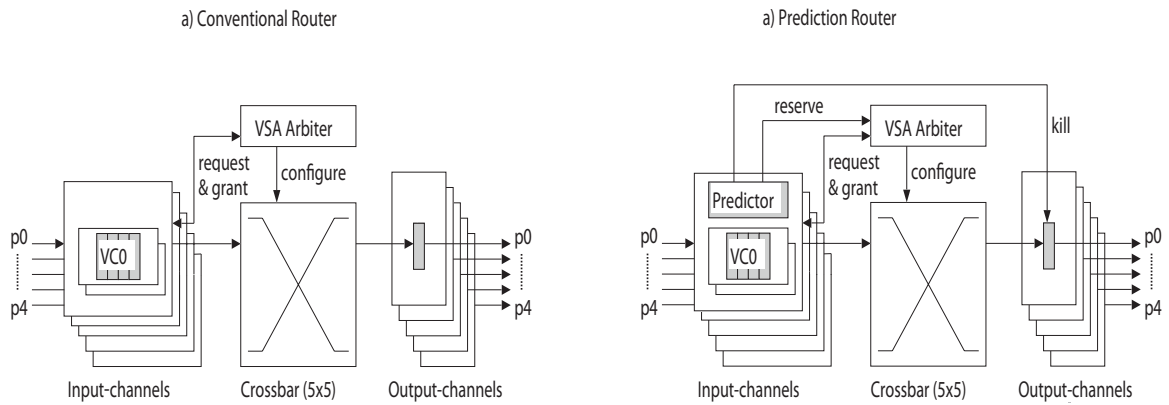 a) Conventional Router
VSA Arbiter
request
& grant
configure
VC0
p0
p4
p0
p4
Input-channels
Crossbar (5x5)
Output-channels
a) Prediction Router
reserve
VSA Arbiter
kill
request
& grant
configure
Predictor
VC0
p0
p4
p0
p4
Input-channels
Crossbar (5x5)
Output-channels